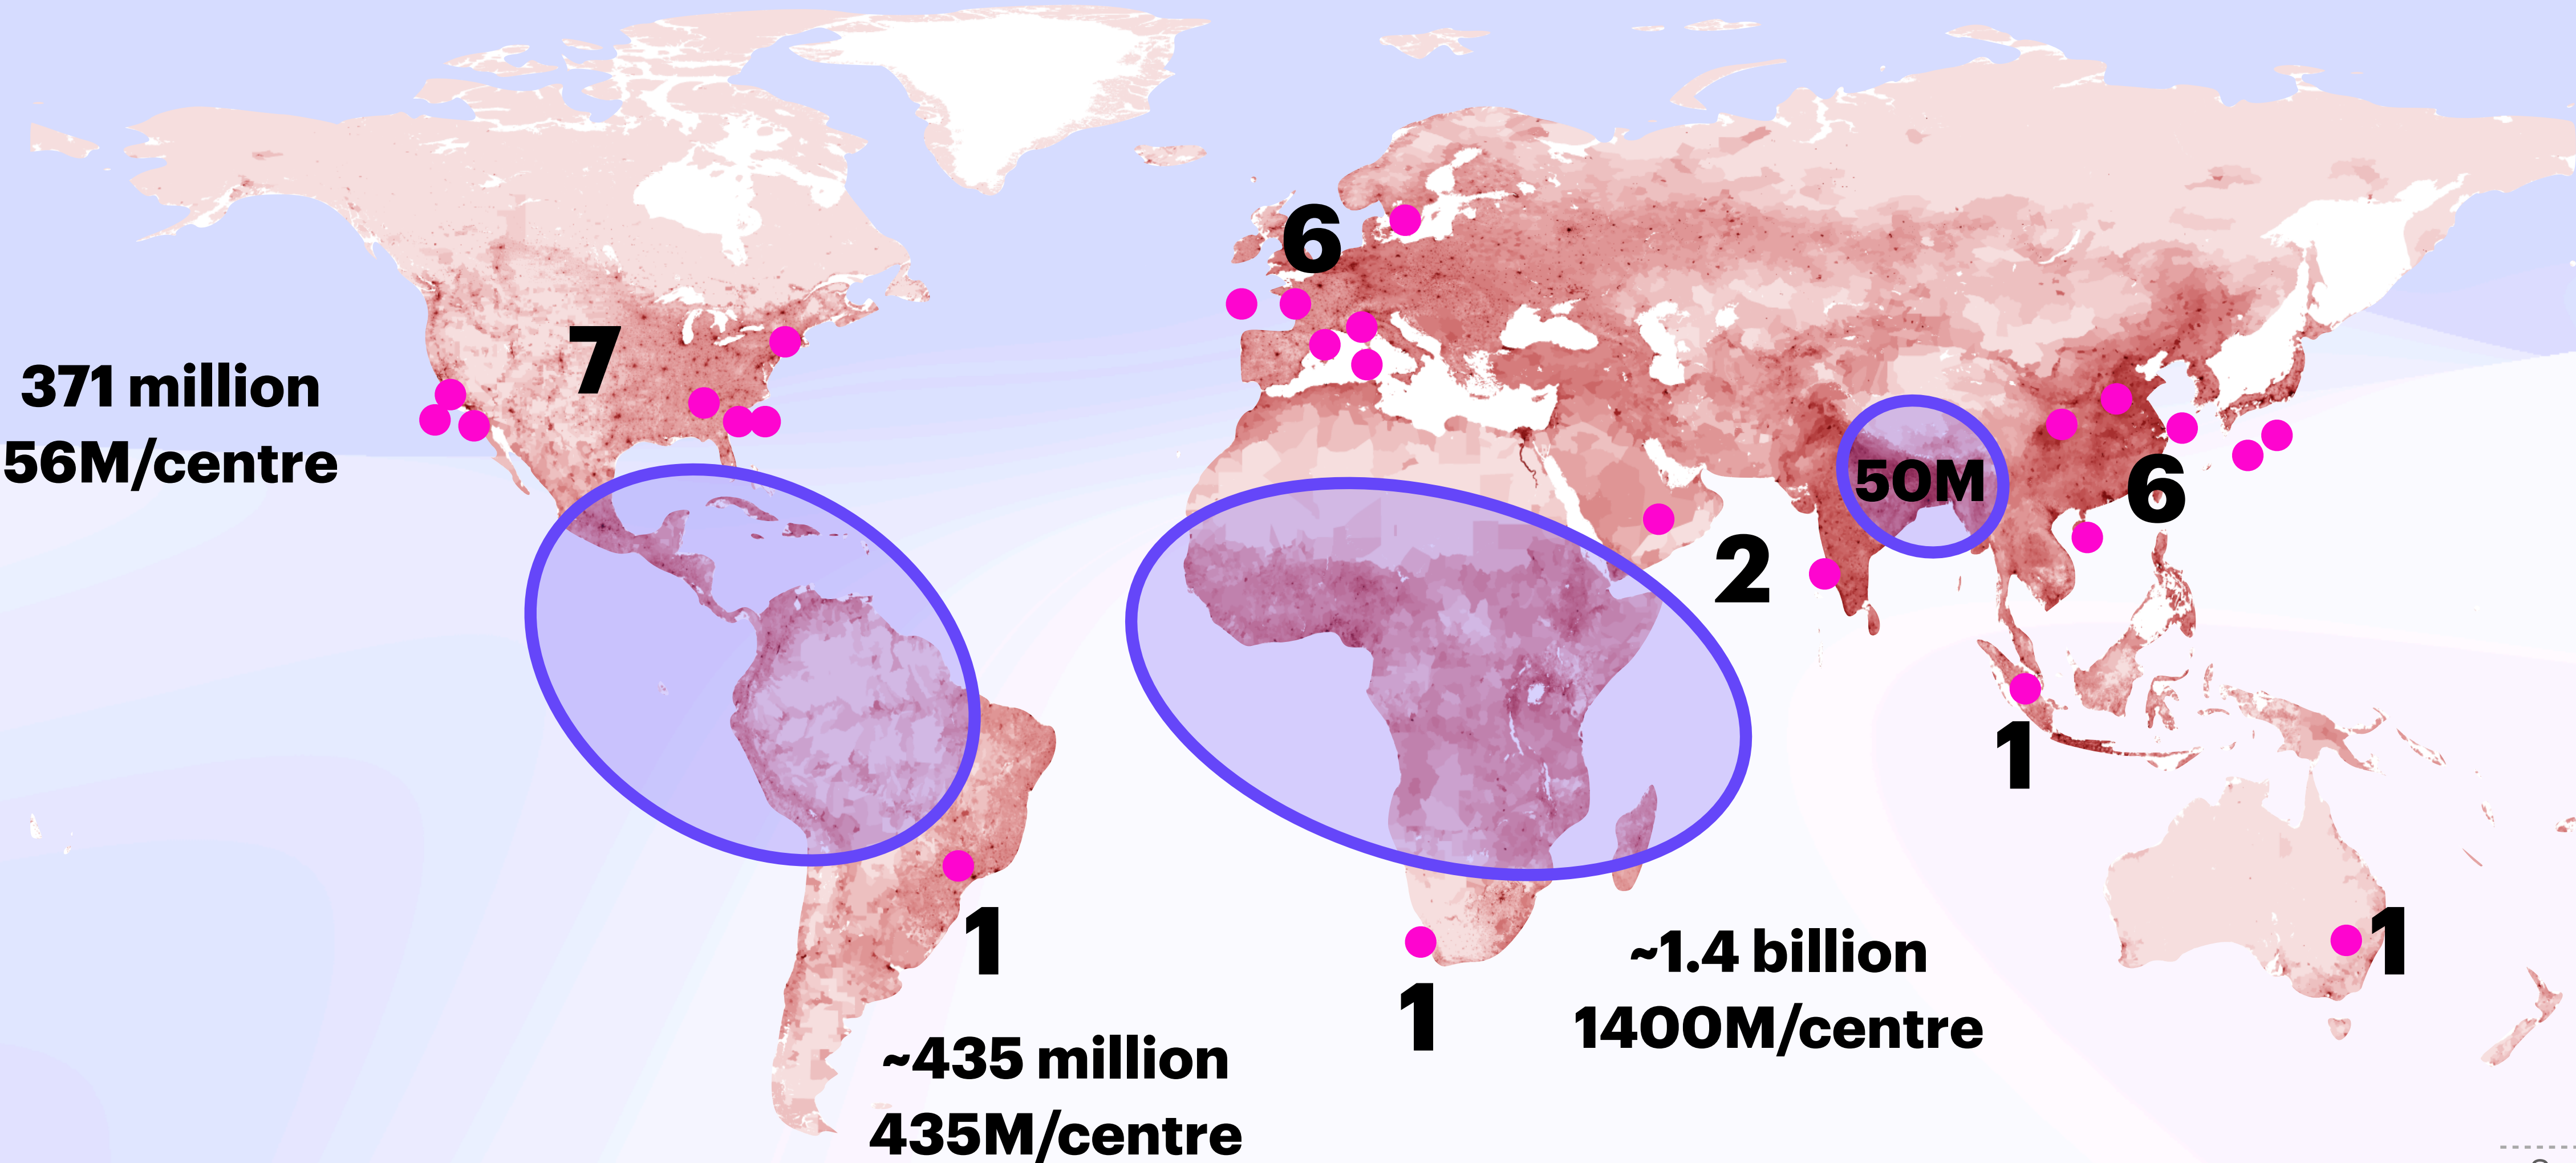 6
7
371 million
56M/centre
50M
6
2
1
1
1
~1.4 billion
1400M/centre
1
~435 million
435M/centre